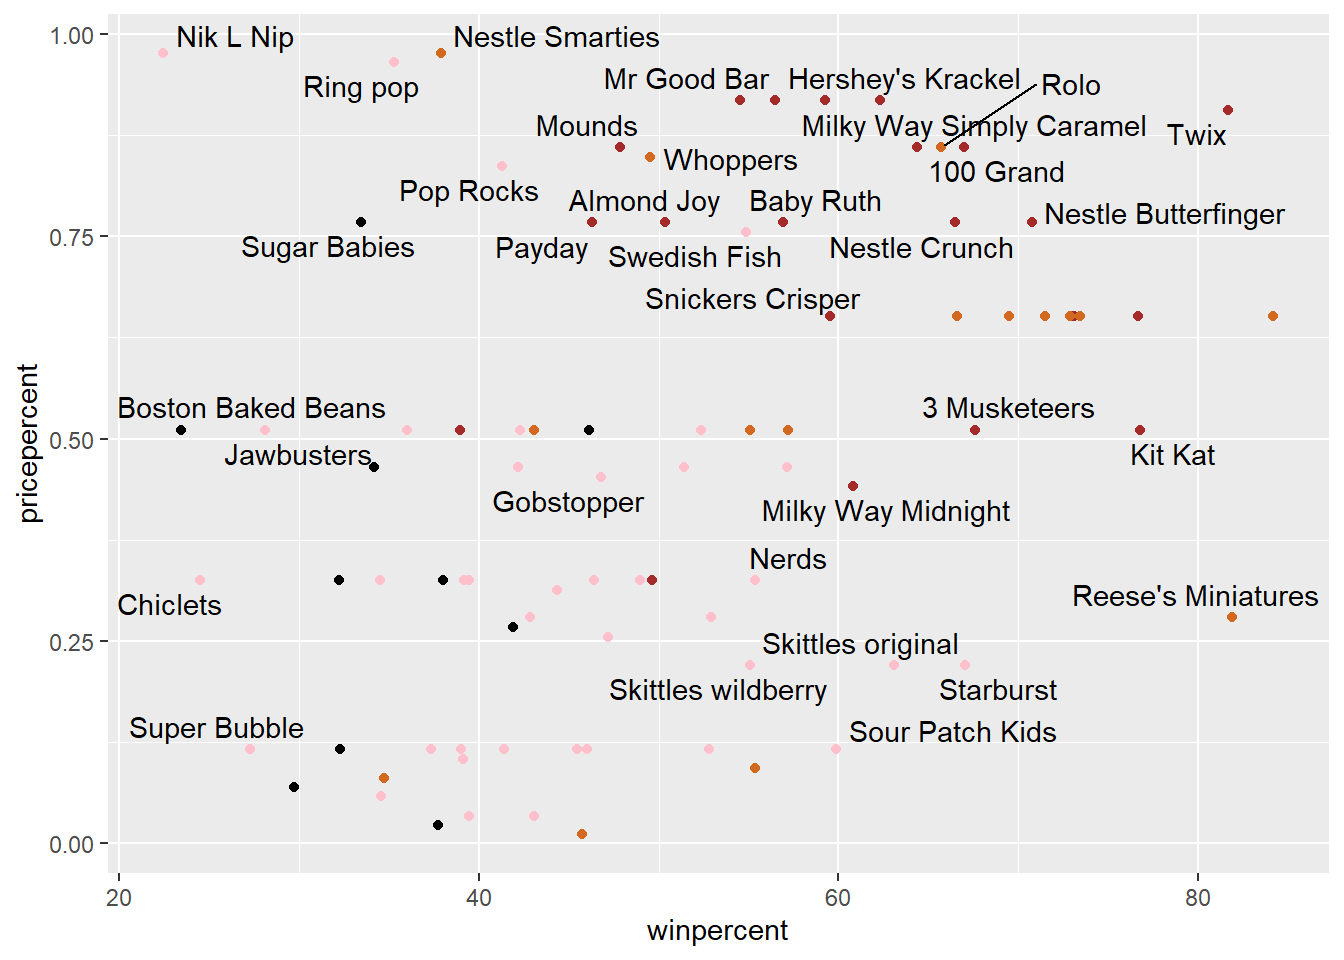 1.00
Nik L Nip
Nestle Smarties
Ring pop
Mr Good Bar
Hershey's Krackel
Rolo
Mounds
Milky Way Simply Caramel
Twix
Whoppers
100 Grand
Pop Rocks
Almond Joy
Baby Ruth
Nestle Butterfinger
0.75
Sugar Babies
Payday
Swedish Fish
Nestle Crunch
Snickers Crisper
pricepercent
Boston Baked Beans
3 Musketeers
0.50
Jawbusters
Kit Kat
Gobstopper
Milky Way Midnight
Nerds
Chiclets
Reese's Miniatures
0.25
Skittles original
Skittles wildberry
Starburst
Super Bubble
Sour Patch Kids
0.00
20
40
60
80
winpercent